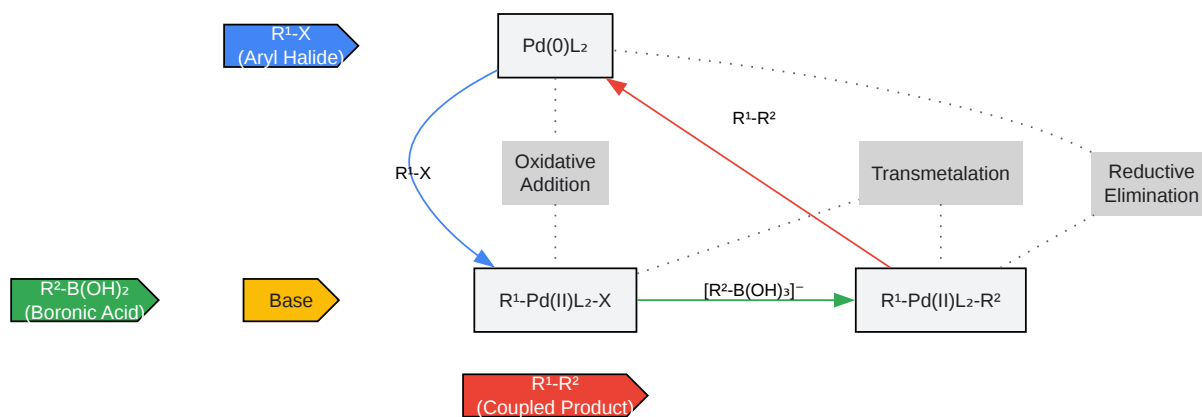 R¹-X
(Aryl Halide)
Pd(0)L₂
R¹-R²
R¹-X
Oxidative
Addition
Transmetalation
Reductive
Elimination
R²-B(OH)₂
(Boronic Acid)
Base
R¹-Pd(II)L₂-X
[R²-B(OH)₃]⁻
R¹-Pd(II)L₂-R²
R¹-R²
(Coupled Product)